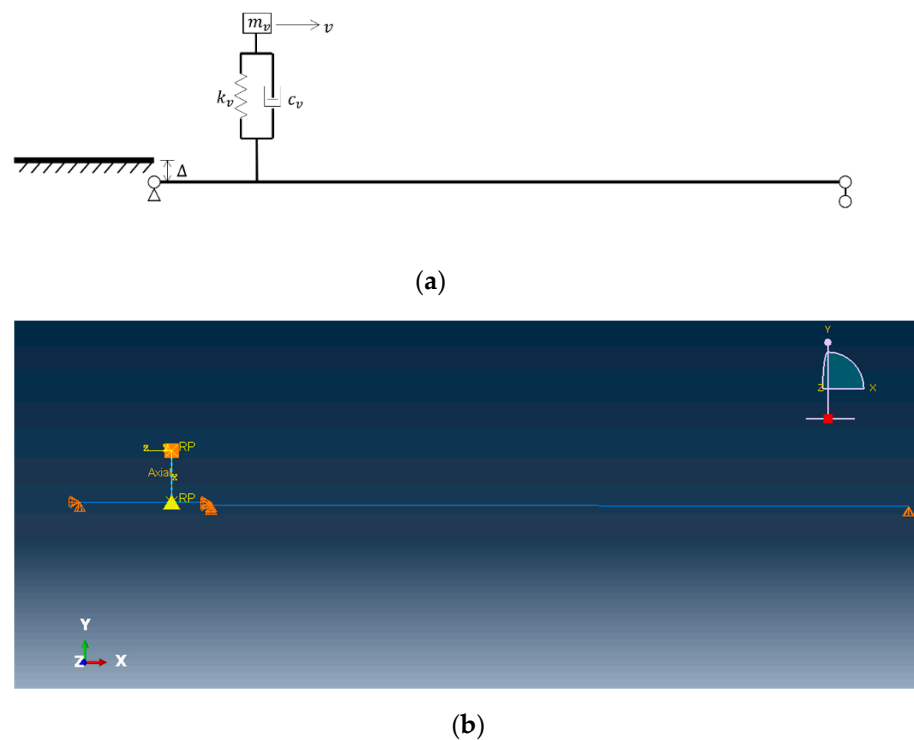 m_v v
k_v c_v
Δ
(a)
Y
Z X
z RP
Axial x
RP
Y
Z X
(b)